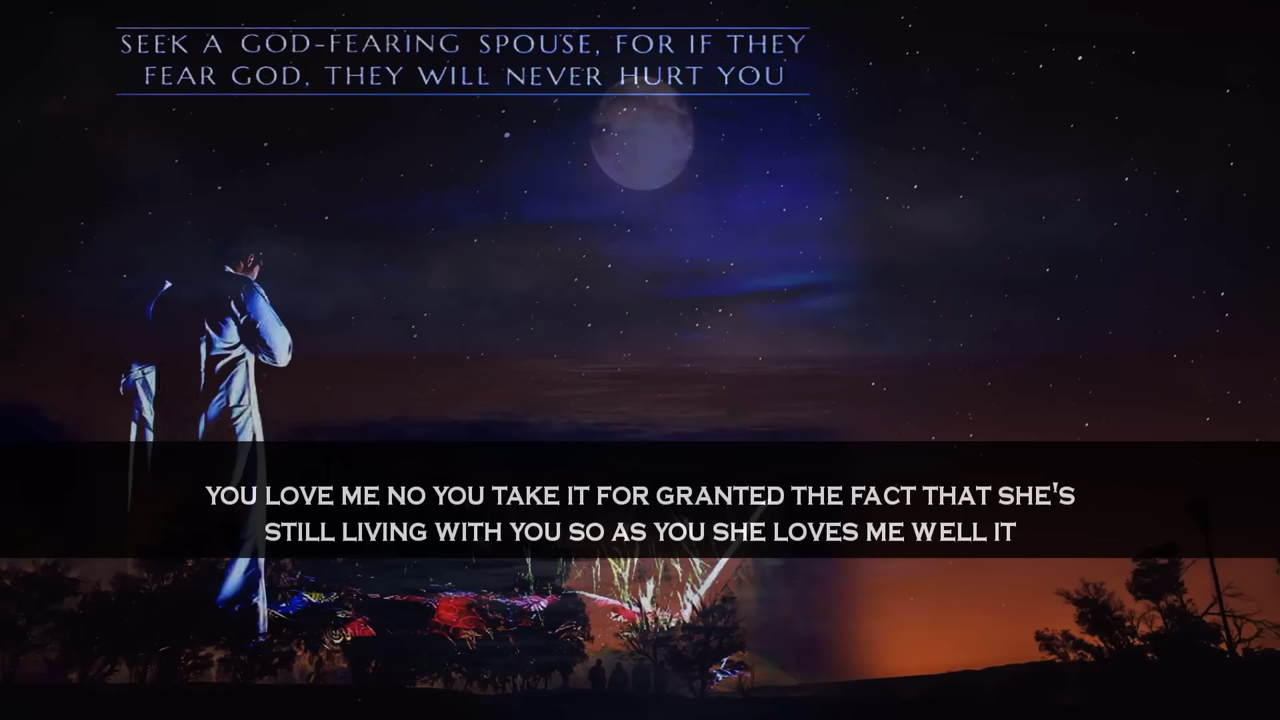 SEEK A GOD-FEARING SPOUSE, FOR IF THEY
FEAR GOD, THEY WILL NEVER HURT YOU
YOU LOVE ME NO YOU TAKE IT FOR GRANTED THE FACT THAT SHE'S
STILL LIVING WITH YOU SO AS YOU SHE LOVES ME WELL IT